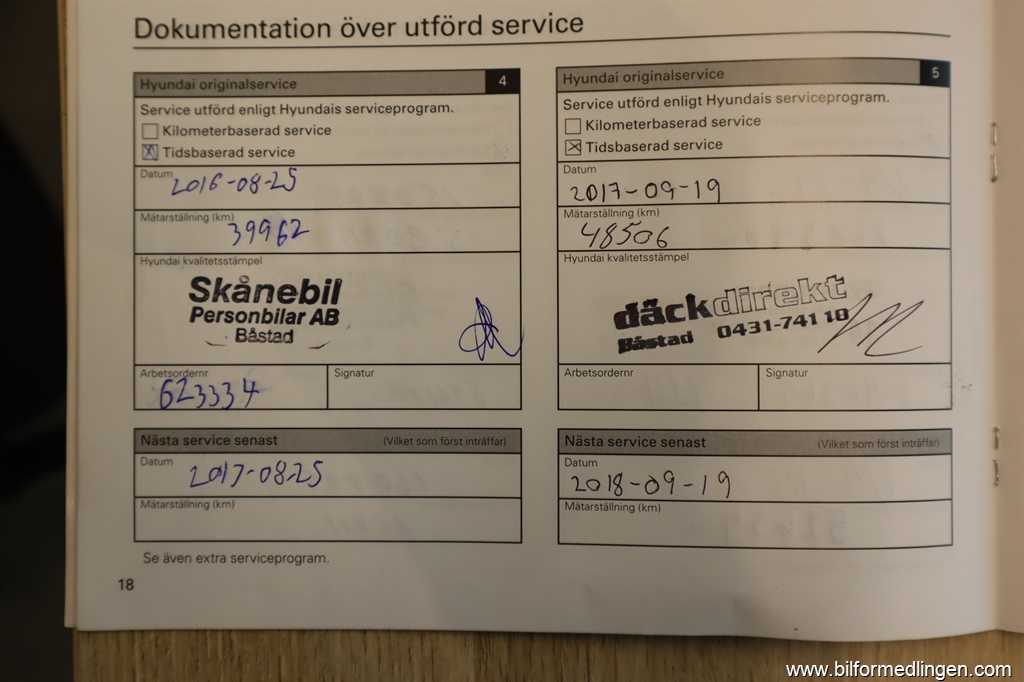 Dokumentation över utförd service
Hyundai originalservice 4
Service utförd enligt Hyundais serviceprogram.
Kilometerbaserad service
Tidsbaserad service
Datum
2016-08-25
Mätarställning (km)
39962
Hyundai kvalitetsstämpel
Skånebil
Personbilar AB
Båstad
Arbetsordernr Signatur
623334
Nästa service senast (Vilket som först inträffar)
Datum
2017-08-25
Mätarställning (km)
Se även extra serviceprogram.
18
Hyundai originalservice 5
Service utförd enligt Hyundais serviceprogram.
Kilometerbaserad service
Tidsbaserad service
Datum
2017-09-19
Mätarställning (km)
48506
Hyundai kvalitetsstämpel
däckdirekt
Båstad 0431-741 10
Arbetsordernr Signatur
Nästa service senast (Vilket som först inträffar)
Datum
2018-09-19
Mätarställning (km)
www.bilformedlingen.com